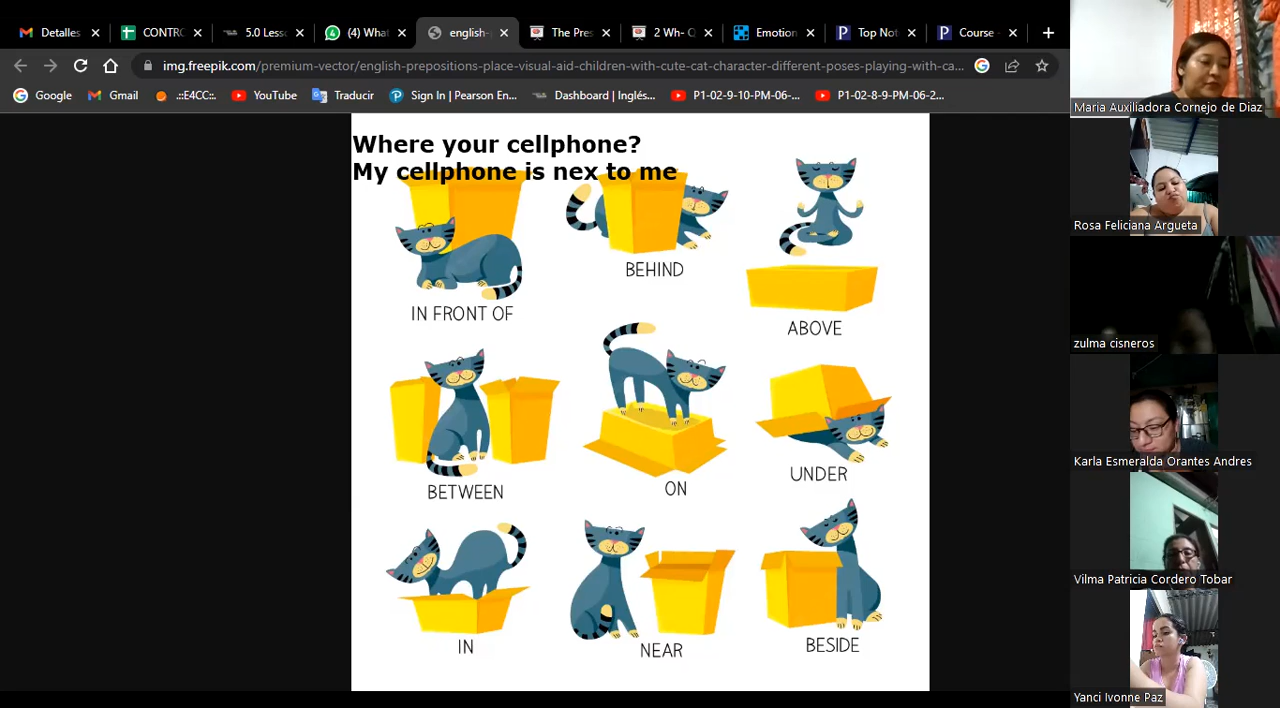 Detalles
CONTRC
5.0 Less
(4) What
english-
The Pres
2 Wh- Q
Emotion
Top Not
Course -
img.freepik.com/premium-vector/english-prepositions-place-visual-aid-children-with-cute-cat-character-different-poses-playing-with-ca...
Google
Gmail
.::E4CC::.
YouTube
Traducir
Sign In | Pearson En...
Dashboard | Inglés...
P1-02-9-10-PM-06-...
P1-02-8-9-PM-06-2...
Where your cellphone?
My cellphone is nex to me
IN FRONT OF
BEHIND
ABOVE
BETWEEN
ON
UNDER
IN
NEAR
BESIDE
Maria Auxiliadora Cornejo de Diaz
Rosa Feliciana Argueta
zulma cisneros
Karla Esmeralda Orantes Andres
Vilma Patricia Cordero Tobar
Yanci Ivonne Paz